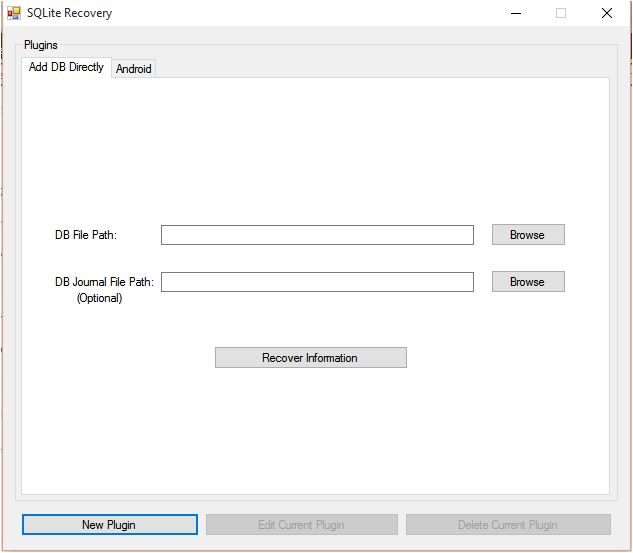 SQLite Recovery
Plugins
Add DB Directly Android
DB File Path: Browse
DB Journal File Path: Browse
(Optional)
Recover Information
New Plugin Edit Current Plugin Delete Current Plugin